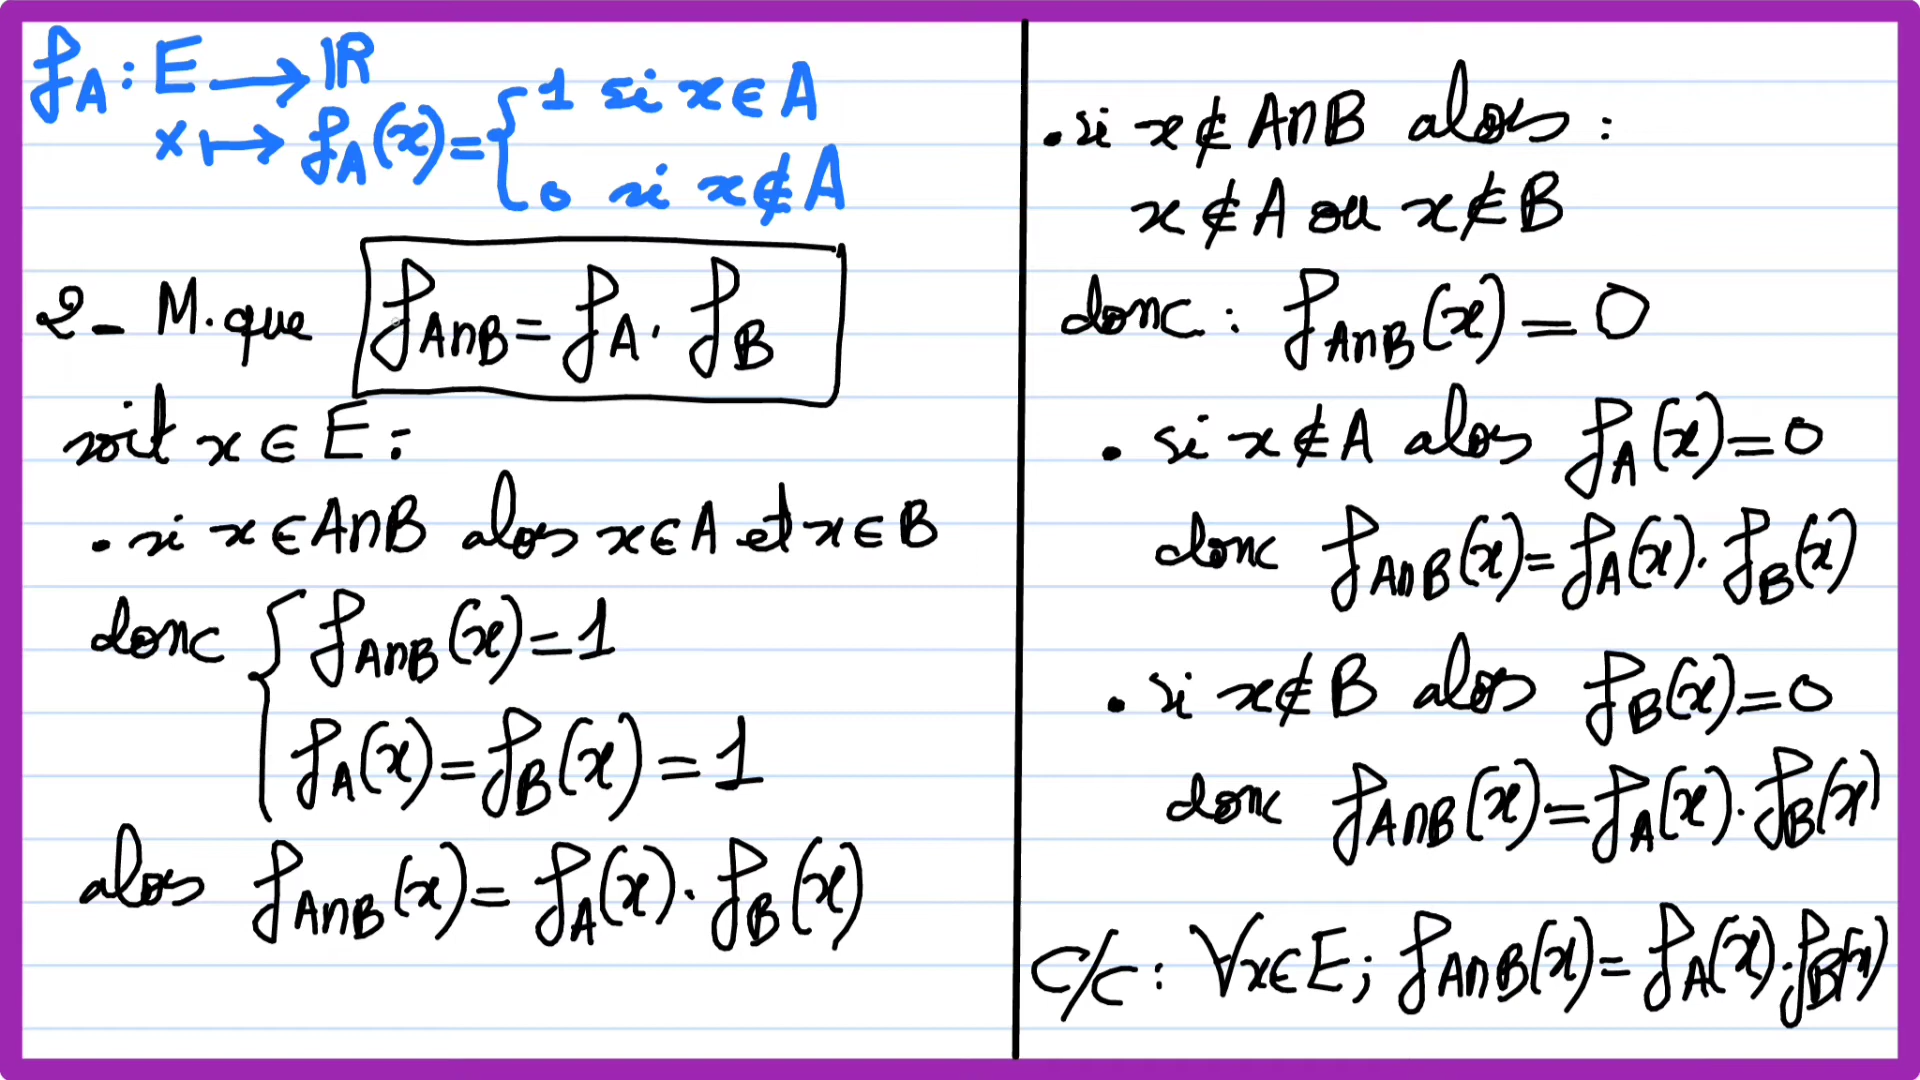 f_A : E ⟶ ℝ
x ⟼ f_A(x) = { 1 si x ∈ A
0 si x ∉ A
2 - M. que f_{A∩B} = f_A . f_B
soit x ∈ E :
. si x ∈ A∩B alors x ∈ A et x ∈ B
donc { f_{A∩B}(x) = 1
f_A(x) = f_B(x) = 1
alors f_{A∩B}(x) = f_A(x) . f_B(x)
. si x ∉ A∩B alors :
x ∉ A ou x ∉ B
donc : f_{A∩B}(x) = 0
. si x ∉ A alors f_A(x) = 0
donc f_{A∩B}(x) = f_A(x) . f_B(x)
. si x ∉ B alors f_B(x) = 0
donc f_{A∩B}(x) = f_A(x) . f_B(x)
C/C : ∀x ∈ E ; f_{A∩B}(x) = f_A(x) . f_B(x)